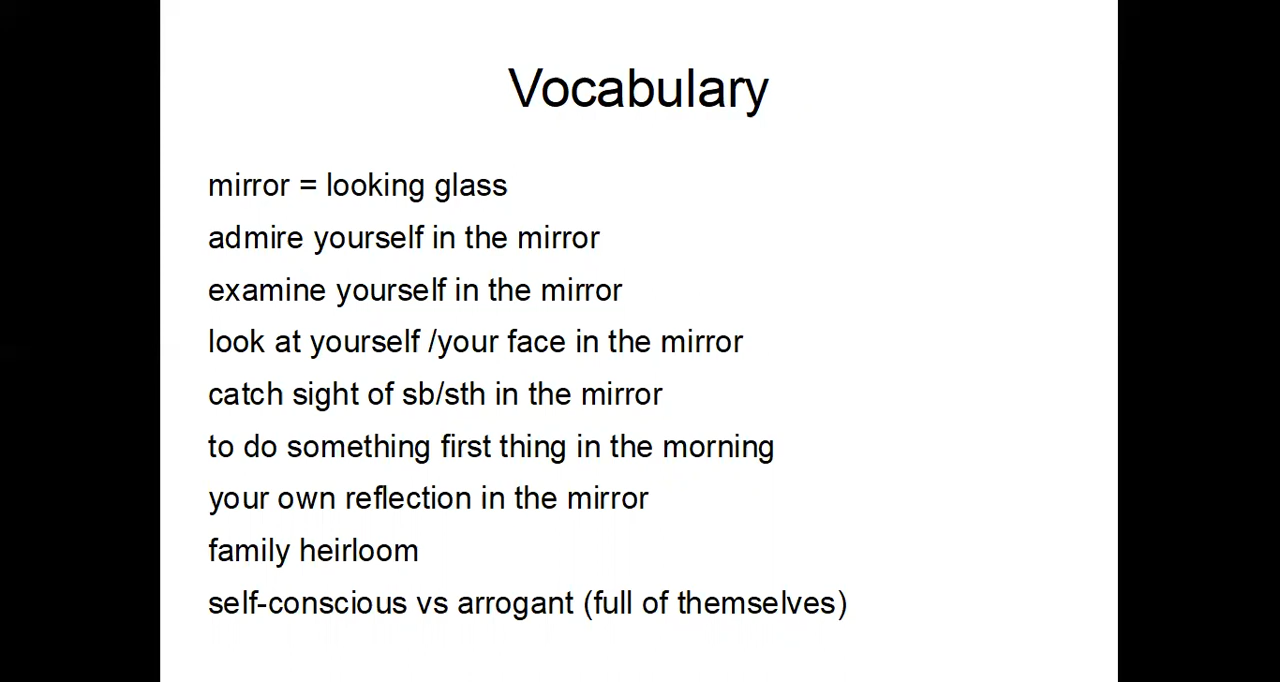 Vocabulary
mirror = looking glass
admire yourself in the mirror
examine yourself in the mirror
look at yourself /your face in the mirror
catch sight of sb/sth in the mirror
to do something first thing in the morning
your own reflection in the mirror
family heirloom
self-conscious vs arrogant (full of themselves)